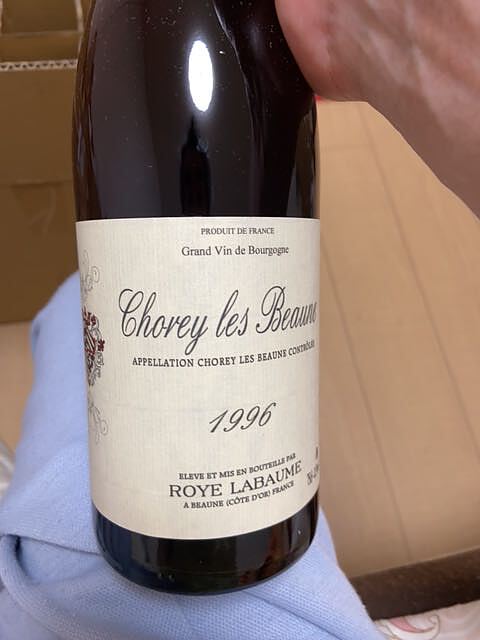 PRODUIT DE FRANCE
Grand Vin de Bourgogne
Chorey les Beaune
APPELLATION CHOREY LES BEAUNE CONTRÔLÉE
1996
ELEVE ET MIS EN BOUTEILLE PAR
ROYE LABAUME
A BEAUNE (CÔTE D'OR) FRANCE